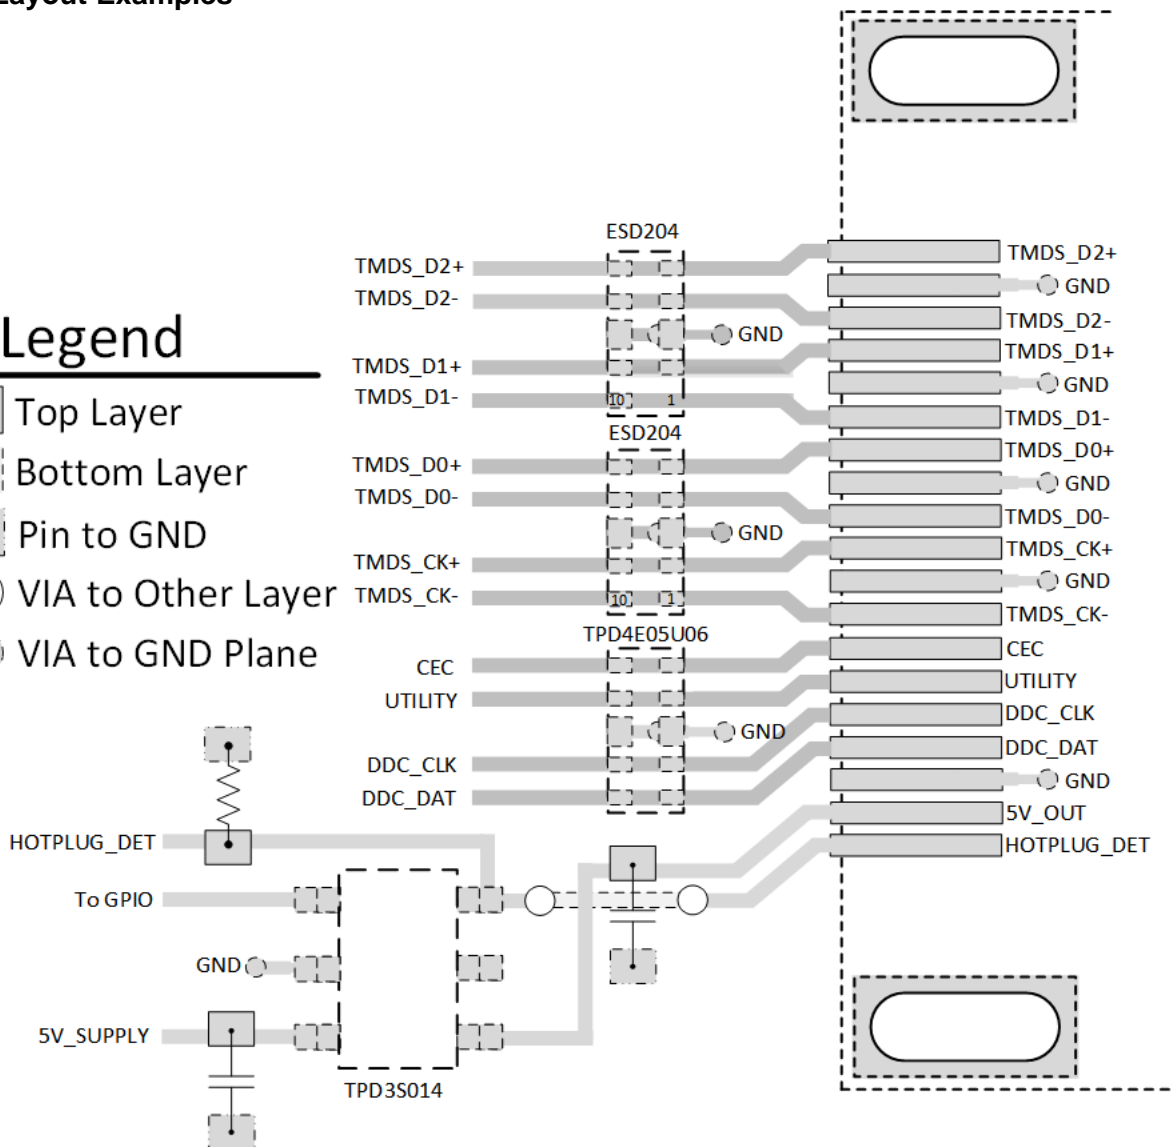 Layout Examples
ESD204
TMDS_D2+
TMDS_D2-
GND
TMDS_D1+
TMDS_D1-
10
1
ESD204
TMDS_D0+
TMDS_D0-
GND
TMDS_CK+
TMDS_CK-
10
1
TPD4E05U06
CEC
UTILITY
GND
DDC_CLK
DDC_DAT
HOTPLUG_DET
To GPIO
GND
5V_SUPPLY
TPD3S014
TMDS_D2+
GND
TMDS_D2-
TMDS_D1+
GND
TMDS_D1-
TMDS_D0+
GND
TMDS_D0-
TMDS_CK+
GND
TMDS_CK-
CEC
UTILITY
DDC_CLK
DDC_DAT
GND
5V_OUT
HOTPLUG_DET
Legend
Top Layer
Bottom Layer
Pin to GND
VIA to Other Layer
VIA to GND Plane